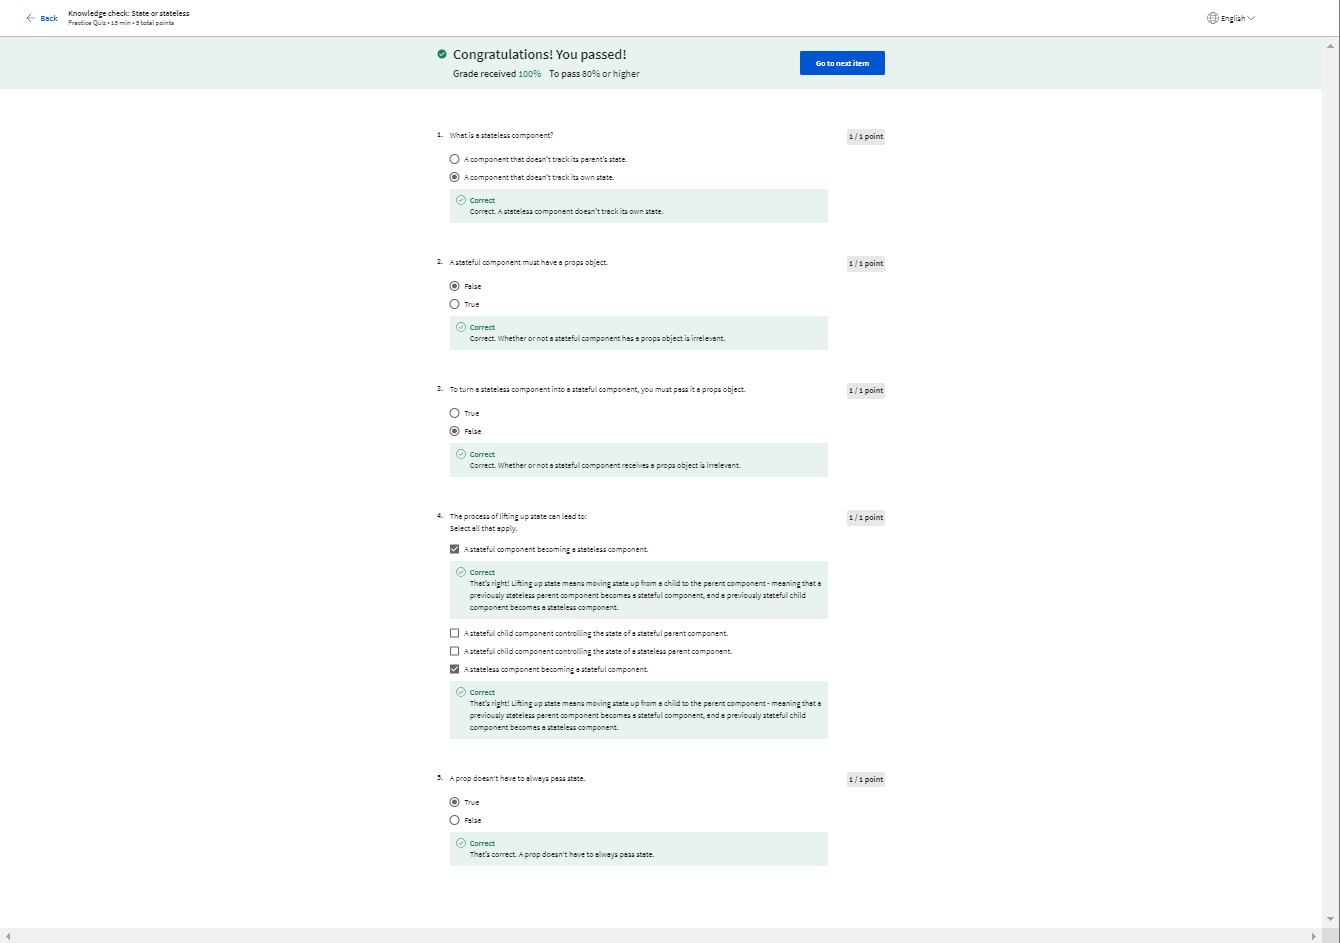 Back
Knowledge check: State or stateless
Practice Quiz • 15 min • 5 total points
English
Congratulations! You passed!
Grade received 100% To pass 80% or higher
Go to next item
1. What is a stateless component?
1 / 1 point
A component that doesn't track its parent's state.
A component that doesn't track its own state.
Correct
Correct. A stateless component doesn't track its own state.
2. A stateful component must have a props object.
1 / 1 point
False
True
Correct
Correct. Whether or not a stateful component has a props object is irrelevant.
3. To turn a stateless component into a stateful component, you must pass it a props object.
1 / 1 point
True
False
Correct
Correct. Whether or not a stateful component receives a props object is irrelevant.
4. The process of lifting up state can lead to:
1 / 1 point
Select all that apply.
A stateful component becoming a stateless component.
Correct
That's right! Lifting up state means moving state up from a child to the parent component - meaning that a
previously stateless parent component becomes a stateful component, and a previously stateful child
component becomes a stateless component.
A stateful child component controlling the state of a stateful parent component.
A stateful child component controlling the state of a stateless parent component.
A stateless component becoming a stateful component.
Correct
That's right! Lifting up state means moving state up from a child to the parent component - meaning that a
previously stateless parent component becomes a stateful component, and a previously stateful child
component becomes a stateless component.
5. A prop doesn't have to always pass state.
1 / 1 point
True
False
Correct
That's correct. A prop doesn't have to always pass state.